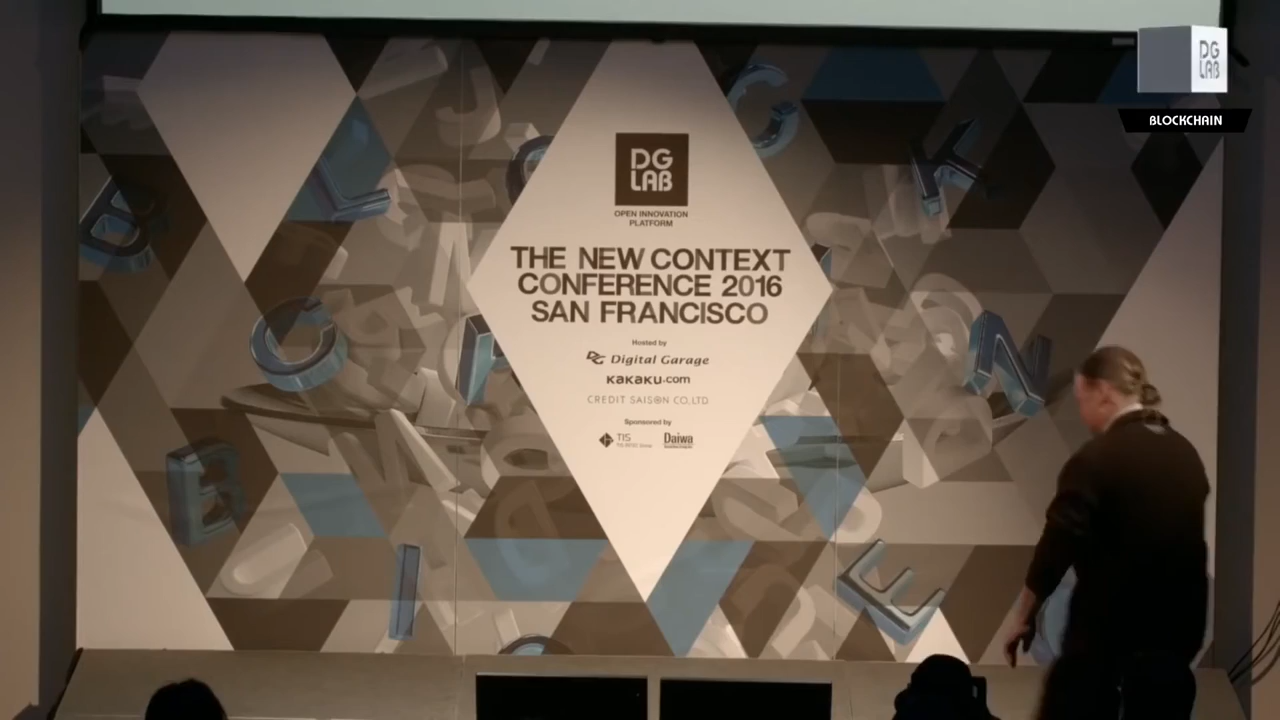 DG
LAB
BLOCKCHAIN
DG
LAB
OPEN INNOVATION
PLATFORM
THE NEW CONTEXT
CONFERENCE 2016
SAN FRANCISCO
Hosted by
DG Digital Garage
kakaku.com
CREDIT SAISON CO.,LTD
Sponsored by
TIS
Daiwa